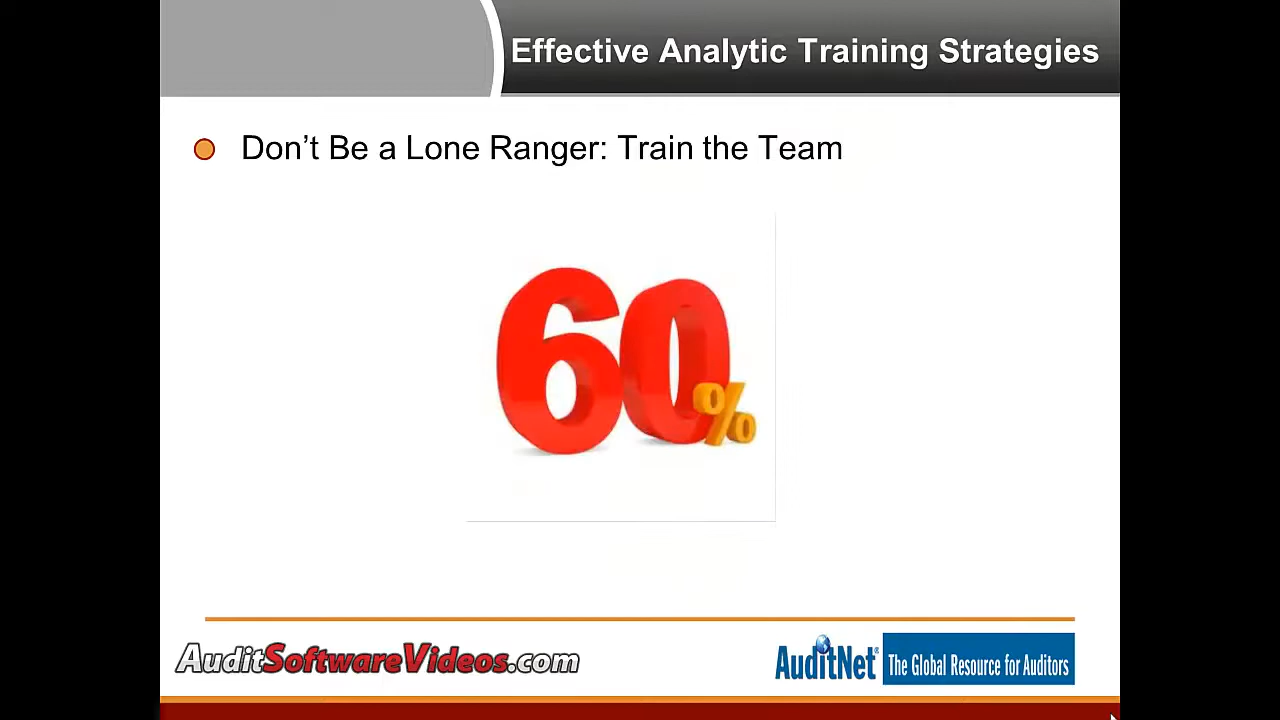 Effective Analytic Training Strategies
Don’t Be a Lone Ranger: Train the Team
60%
AuditSoftwareVideos.com
AuditNet® The Global Resource for Auditors